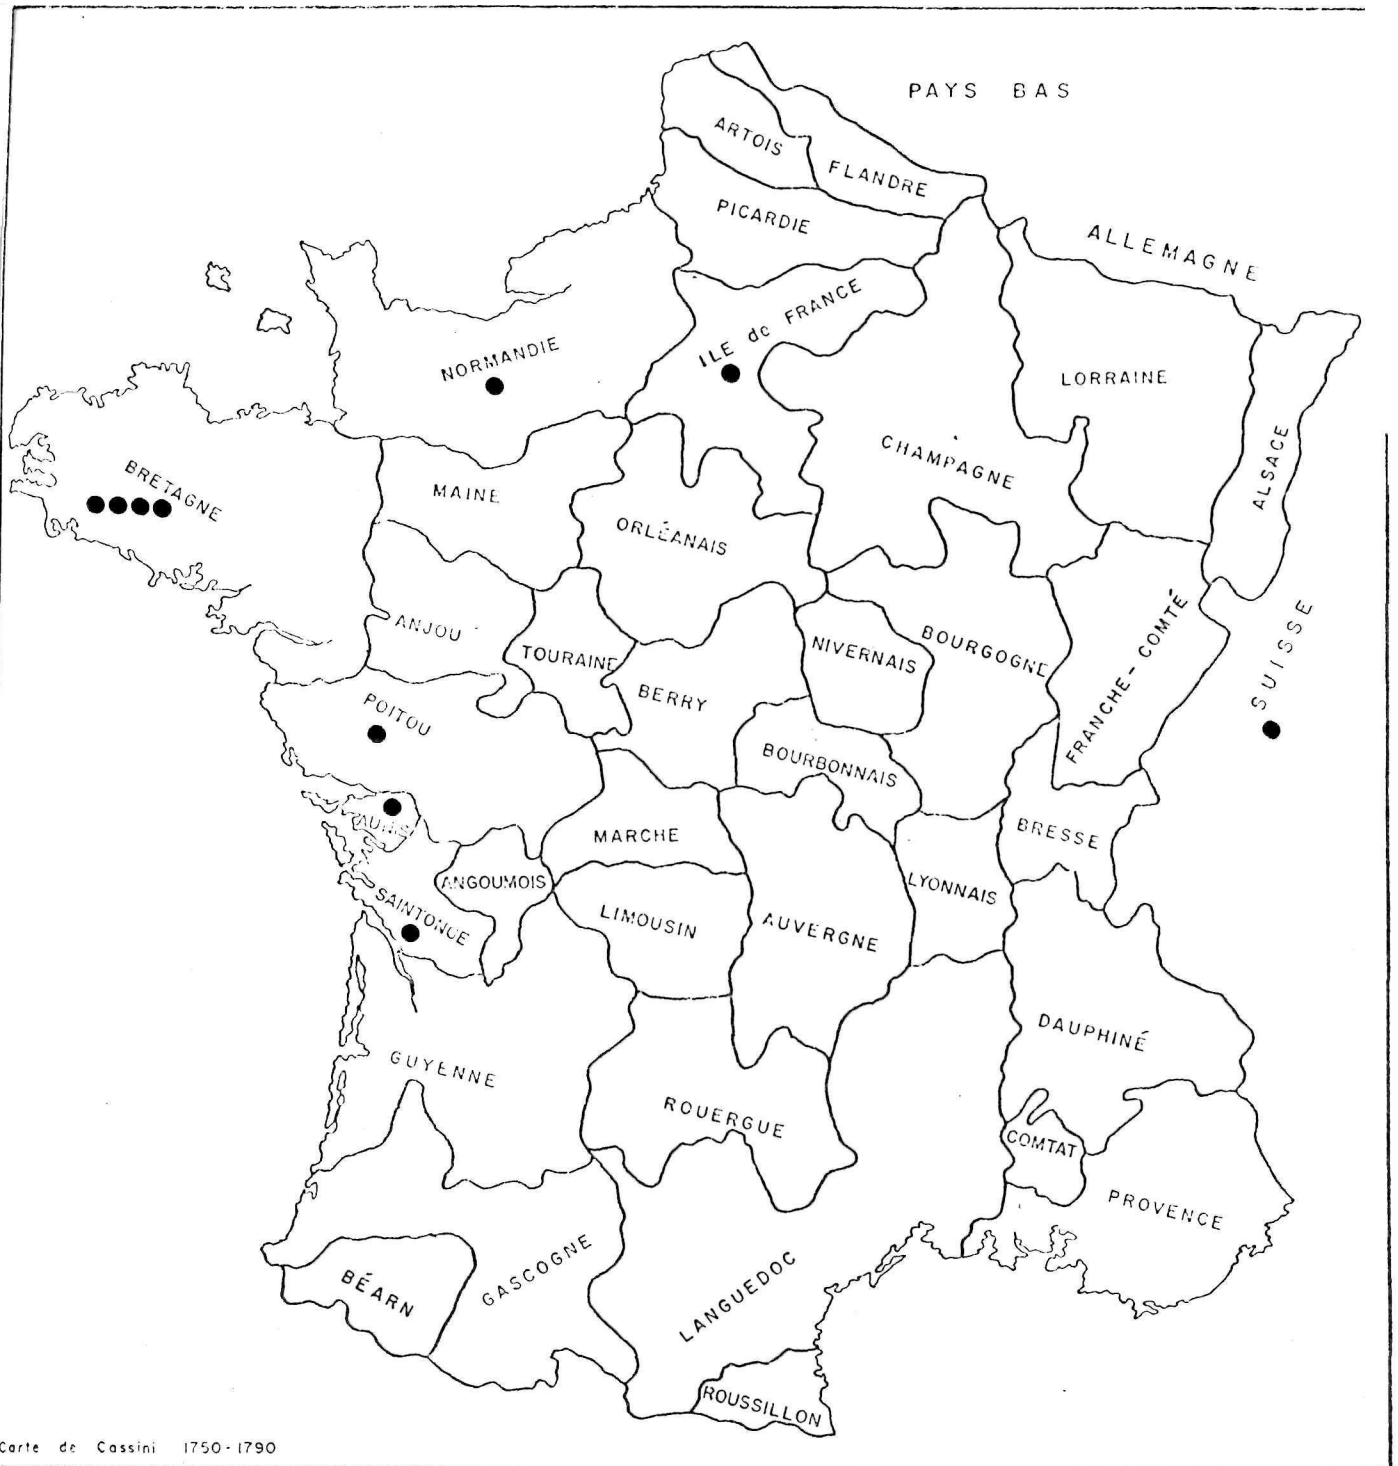 PAYS BAS
ARTOIS
FLANDRE
PICARDIE
ALLEMAGNE
ILE de FRANCE
NORMANDIE
LORRAINE
CHAMPAGNE
ALSACE
BRETAGNE
MAINE
ORLÉANAIS
ANJOU
TOURAINE
NIVERNAIS
BOURGOGNE
FRANCHE-COMTÉ
SUISSE
BERRY
POITOU
BOURBONNAIS
AUNIS
MARCHE
BRESSE
ANGOUMOIS
LYONNAIS
SAINTONGE
LIMOUSIN
AUVERGNE
DAUPHINÉ
GUYENNE
ROUERGUE
COMTAT
PROVENCE
BÉARN
GASCOGNE
LANGUEDOC
ROUSSILLON
Carte de Cassini 1750-1790